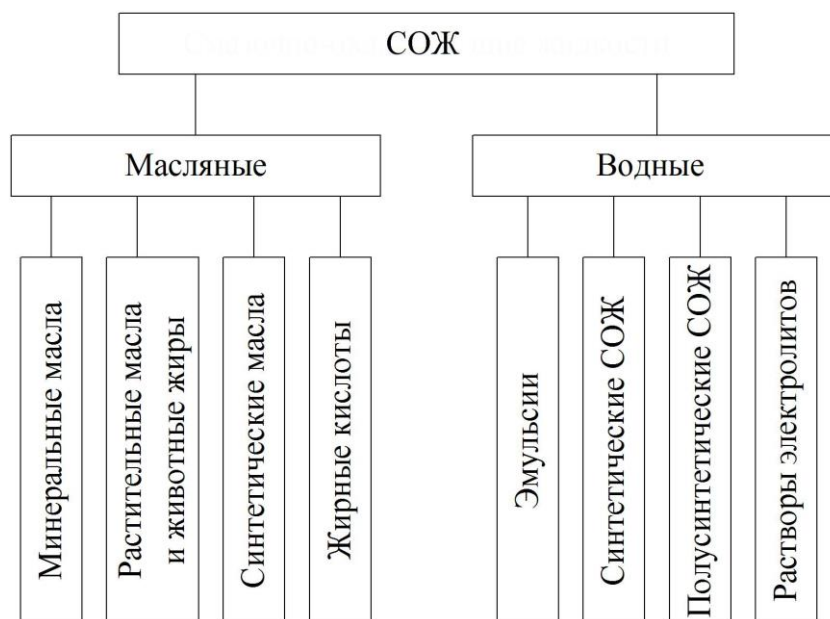 СОЖ
Масляные
Водные
Минеральные масла
Растительные масла
и животные жиры
Синтетические масла
Жирные кислоты
Эмульсии
Синтетические СОЖ
Полусинтетические СОЖ
Растворы электролитов